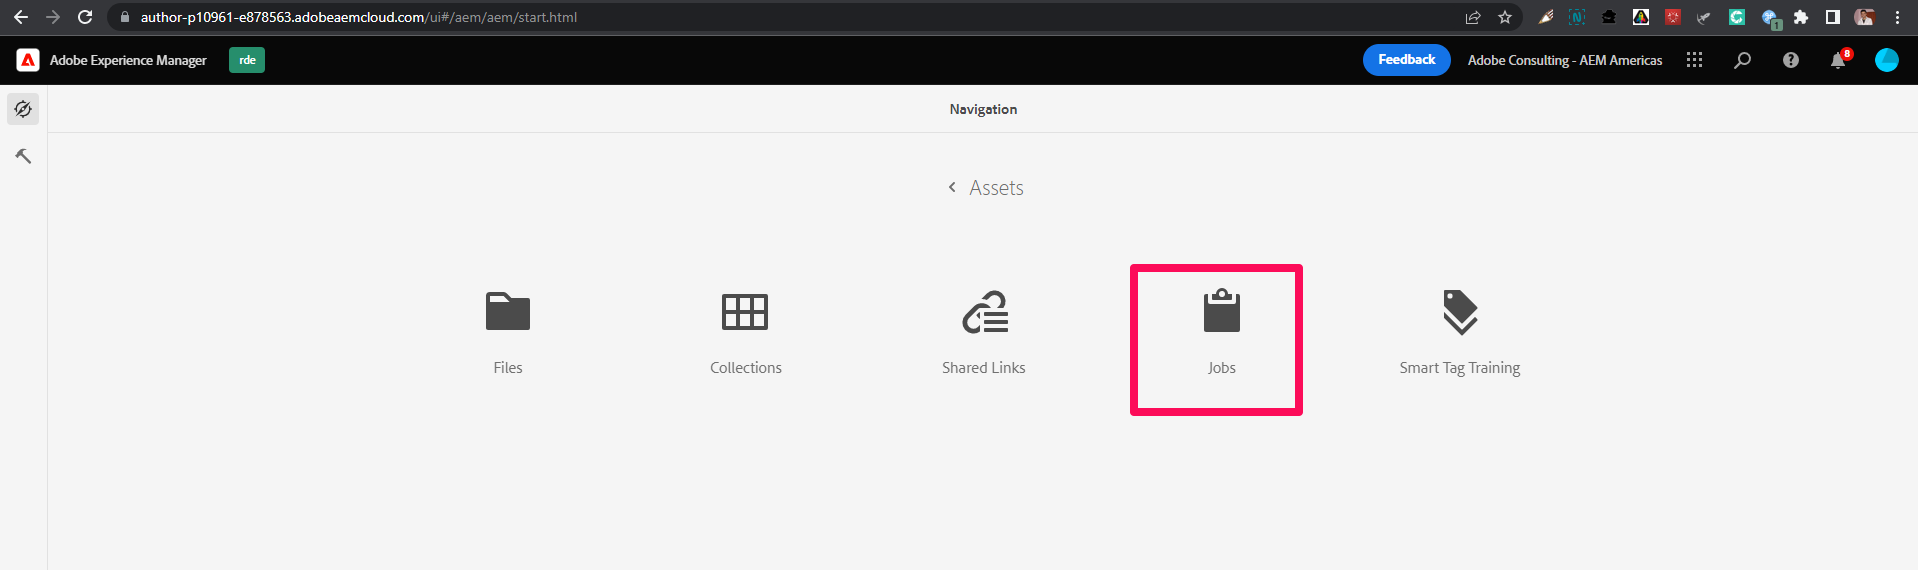 author-p10961-e878563.adobeaemcloud.com/ui#/aem/aem/start.html
1
Adobe Experience Manager rde Feedback Adobe Consulting - AEM Americas 8
Navigation
Assets
Files Collections Shared Links Jobs Smart Tag Training